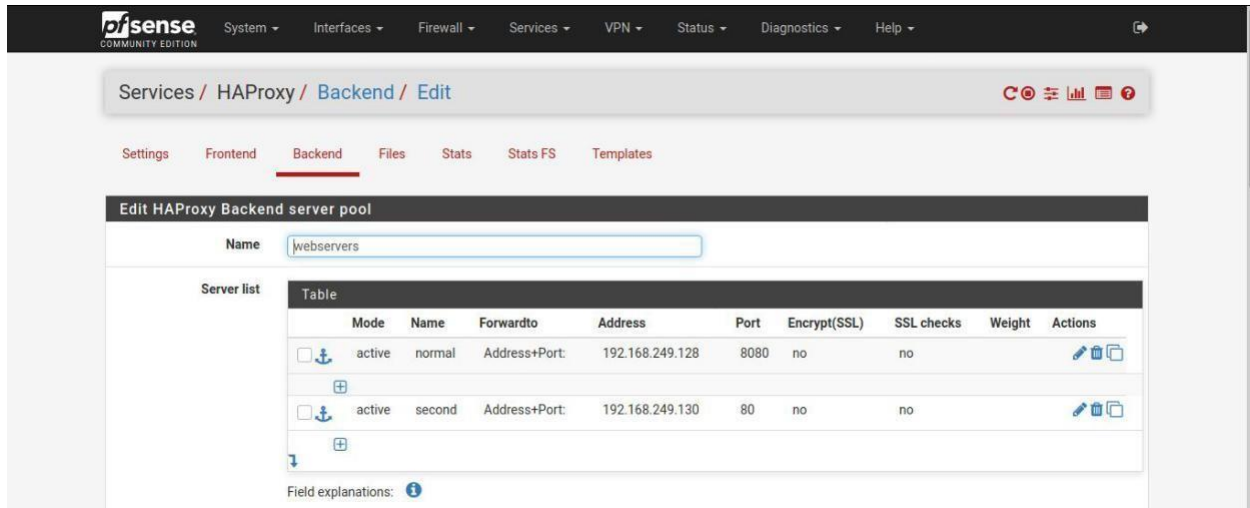 pfsense System Interfaces Firewall Services VPN Status Diagnostics Help
COMMUNITY EDITION
Services / HAProxy / Backend / Edit
Settings Frontend Backend Files Stats Stats FS Templates
Edit HAProxy Backend server pool
Name webservers
Server list Table
Mode Name Forwardto Address Port Encrypt(SSL) SSL checks Weight Actions
active normal Address+Port: 192.168.249.128 8080 no no
active second Address+Port: 192.168.249.130 80 no no
Field explanations: